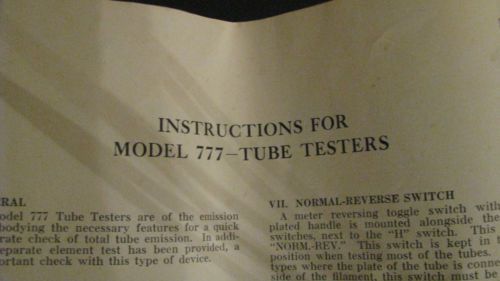 INSTRUCTIONS FOR
MODEL 777—TUBE TESTERS
ERAL
odel 777 Tube Testers are of the emission
bodying the necessary features for a quick
rate check of total tube emission. In addi-
eparate element test has been provided, a
ortant check with this type of device.
VII. NORMAL-REVERSE SWITCH
A meter reversing toggle switch with
plated handle is mounted alongside the
switches, next to the "H" switch. This
"NORM.-REV." This switch is kept in t
position when testing most of the tubes.
types where the plate of the tube is conne
side of the filament, this switch must be